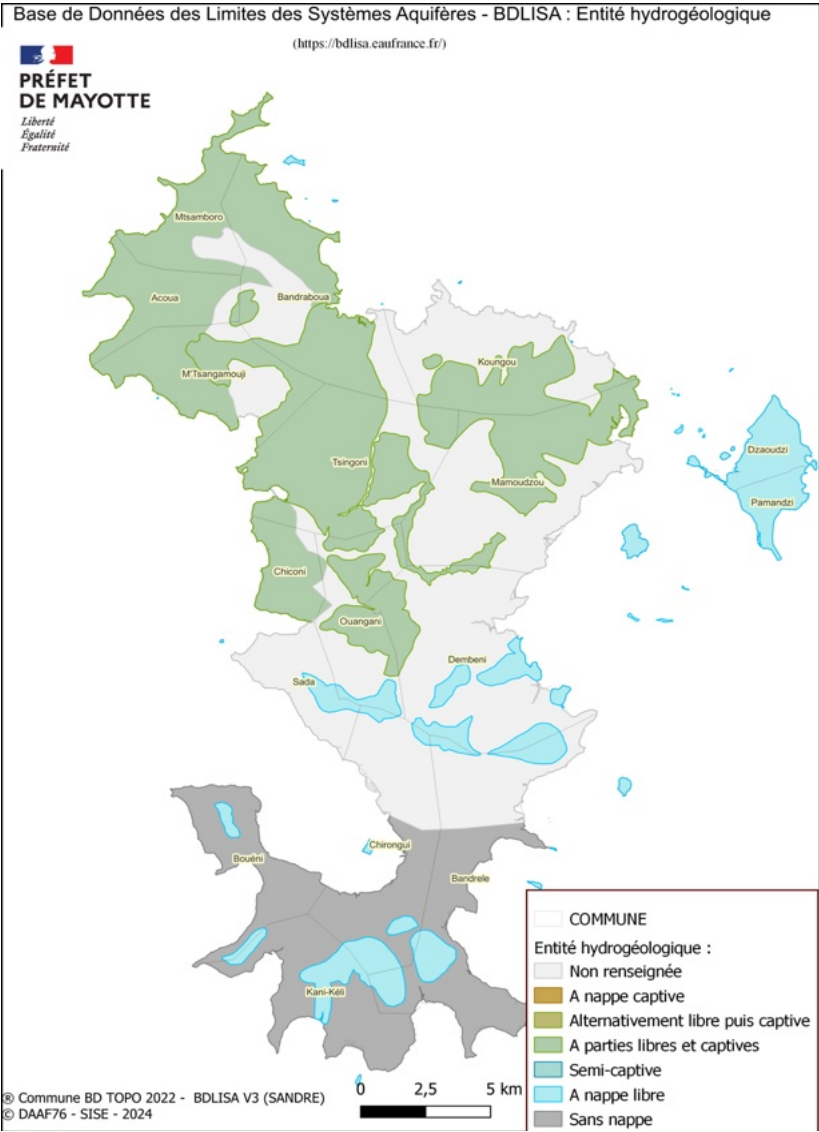 Base de Données des Limites des Systèmes Aquifères - BDLISA : Entité hydrogéologique
(https://bdlisa.eaufrance.fr/)
PRÉFET
DE MAYOTTE
Liberté
Égalité
Fraternité
Mtsamboro
Acoua
Bandraboua
Koungou
M'Tsangamouji
Dzaoudzi
Tsingoni
Mamoudzou
Pamandzi
Chiconi
Ouangani
Dembeni
Sada
Chirongui
Bouéni
Bandrele
Kani-Kéli
COMMUNE
Entité hydrogéologique :
Non renseignée
A nappe captive
Alternativement libre puis captive
A parties libres et captives
Semi-captive
A nappe libre
Sans nappe
0 2,5 5 km
® Commune BD TOPO 2022 - BDLISA V3 (SANDRE)
© DAAF76 - SISE - 2024